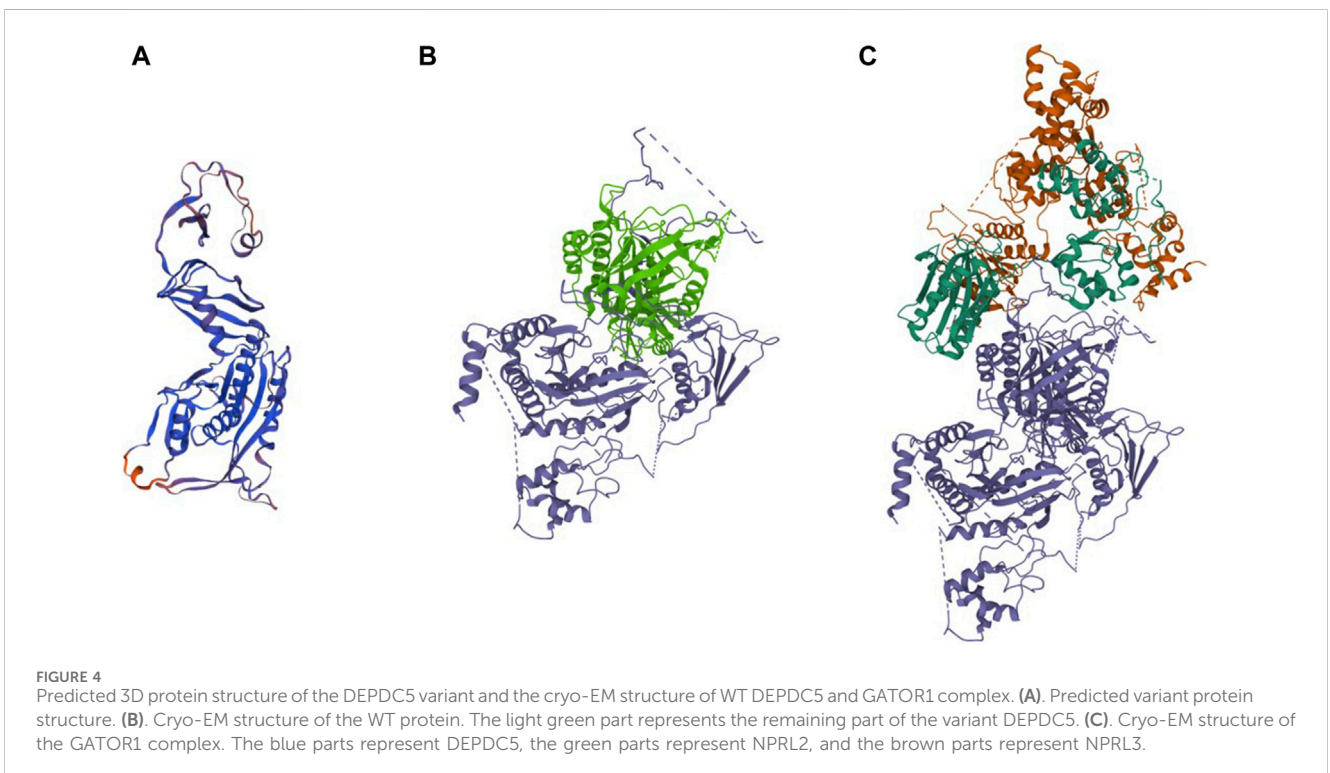 A
B
C
FIGURE 4
Predicted 3D protein structure of the DEPDC5 variant and the cryo-EM structure of WT DEPDC5 and GATOR1 complex. (A). Predicted variant protein
structure. (B). Cryo-EM structure of the WT protein. The light green part represents the remaining part of the variant DEPDC5. (C). Cryo-EM structure of
the GATOR1 complex. The blue parts represent DEPDC5, the green parts represent NPRL2, and the brown parts represent NPRL3.